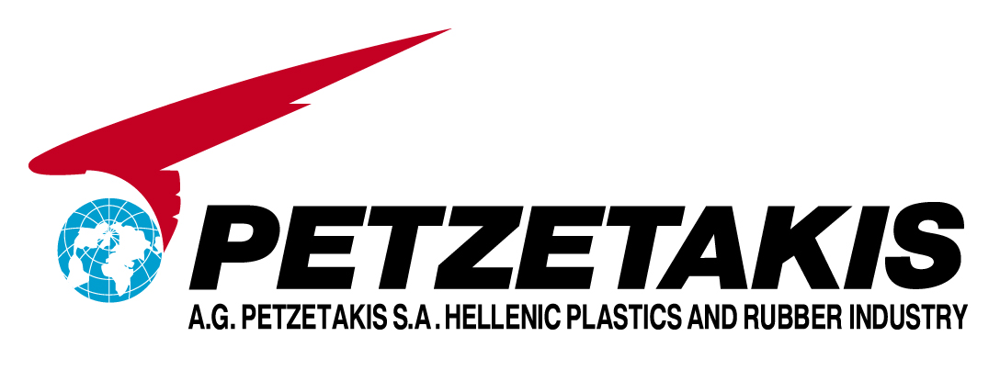 PETZETAKIS
A.G. PETZETAKIS S.A. HELLENIC PLASTICS AND RUBBER INDUSTRY